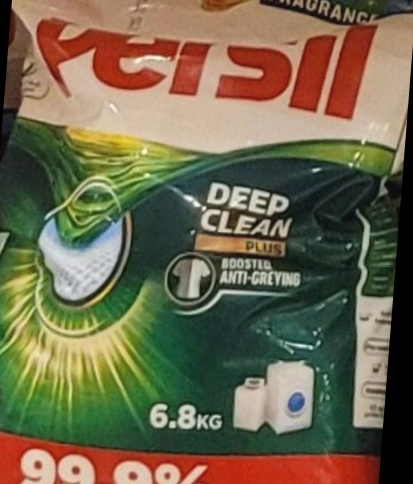 FRAGRANCE
Persil
DEEP
CLEAN
PLUS
BOOSTED
ANTI-GREYING
6.8KG
99.9%